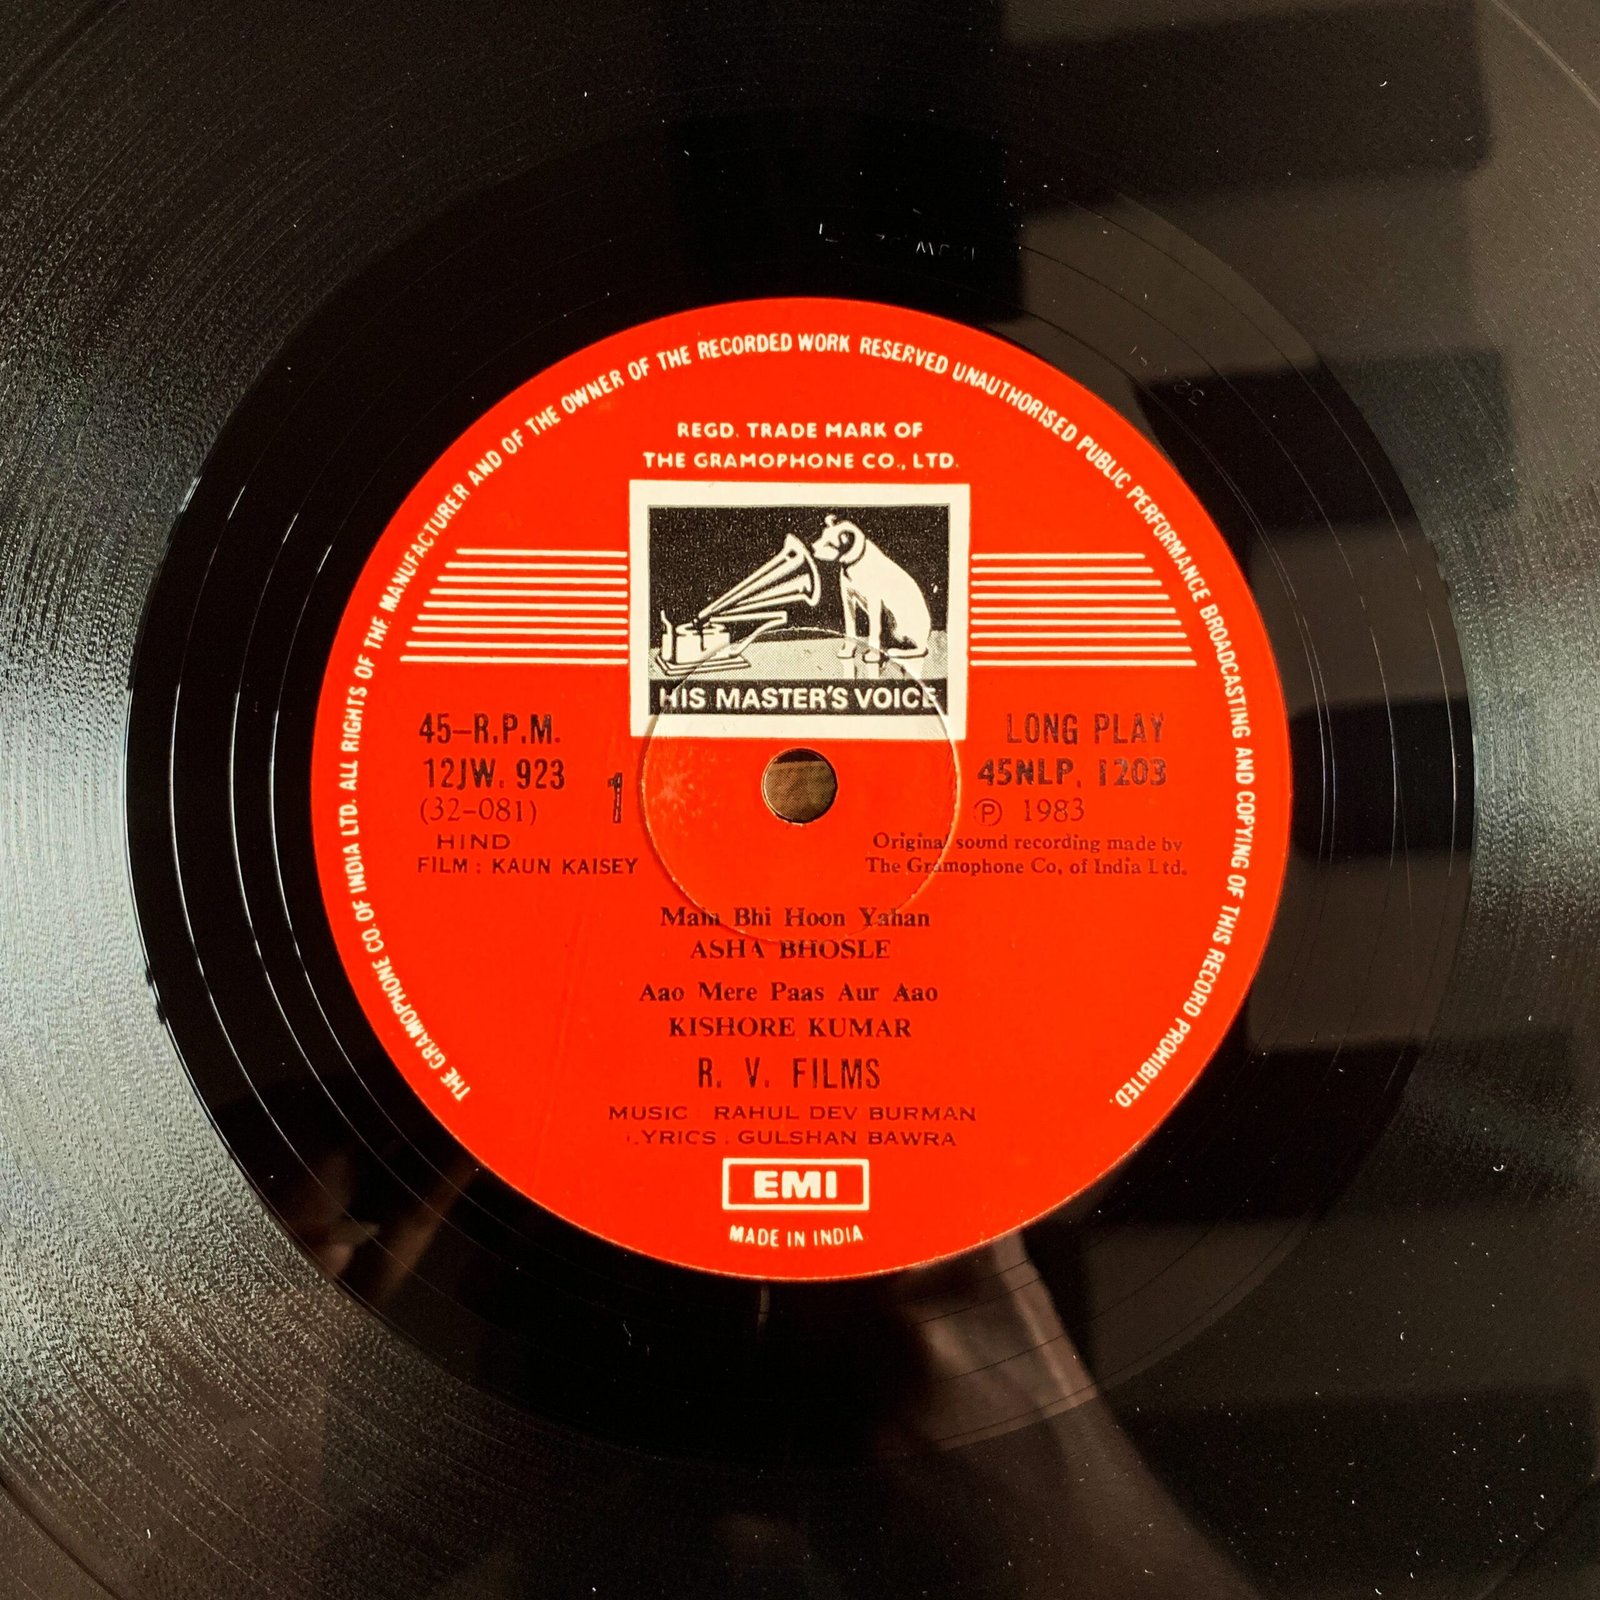 THE GRAMOPHONE CO. OF INDIA LTD. ALL RIGHTS OF THE MANUFACTURER AND OF THE OWNER OF THE RECORDED WORK RESERVED UNAUTHORISED PUBLIC PERFORMANCE BROADCASTING AND COPYING OF THIS RECORD PROHIBITED.
REGD. TRADE MARK OF
THE GRAMOPHONE CO., LTD.
HIS MASTER'S VOICE
45-R.P.M.
LONG PLAY
12JW. 923
1
45NLP. 1203
(32-081)
℗ 1983
HIND
Original sound recording made by
FILM : KAUN KAISEY
The Gramophone Co, of India Ltd.
Main Bhi Hoon Yahan
ASHA BHOSLE
Aao Mere Paas Aur Aao
KISHORE KUMAR
R. V. FILMS
MUSIC : RAHUL DEV BURMAN
LYRICS : GULSHAN BAWRA
EMI
MADE IN INDIA